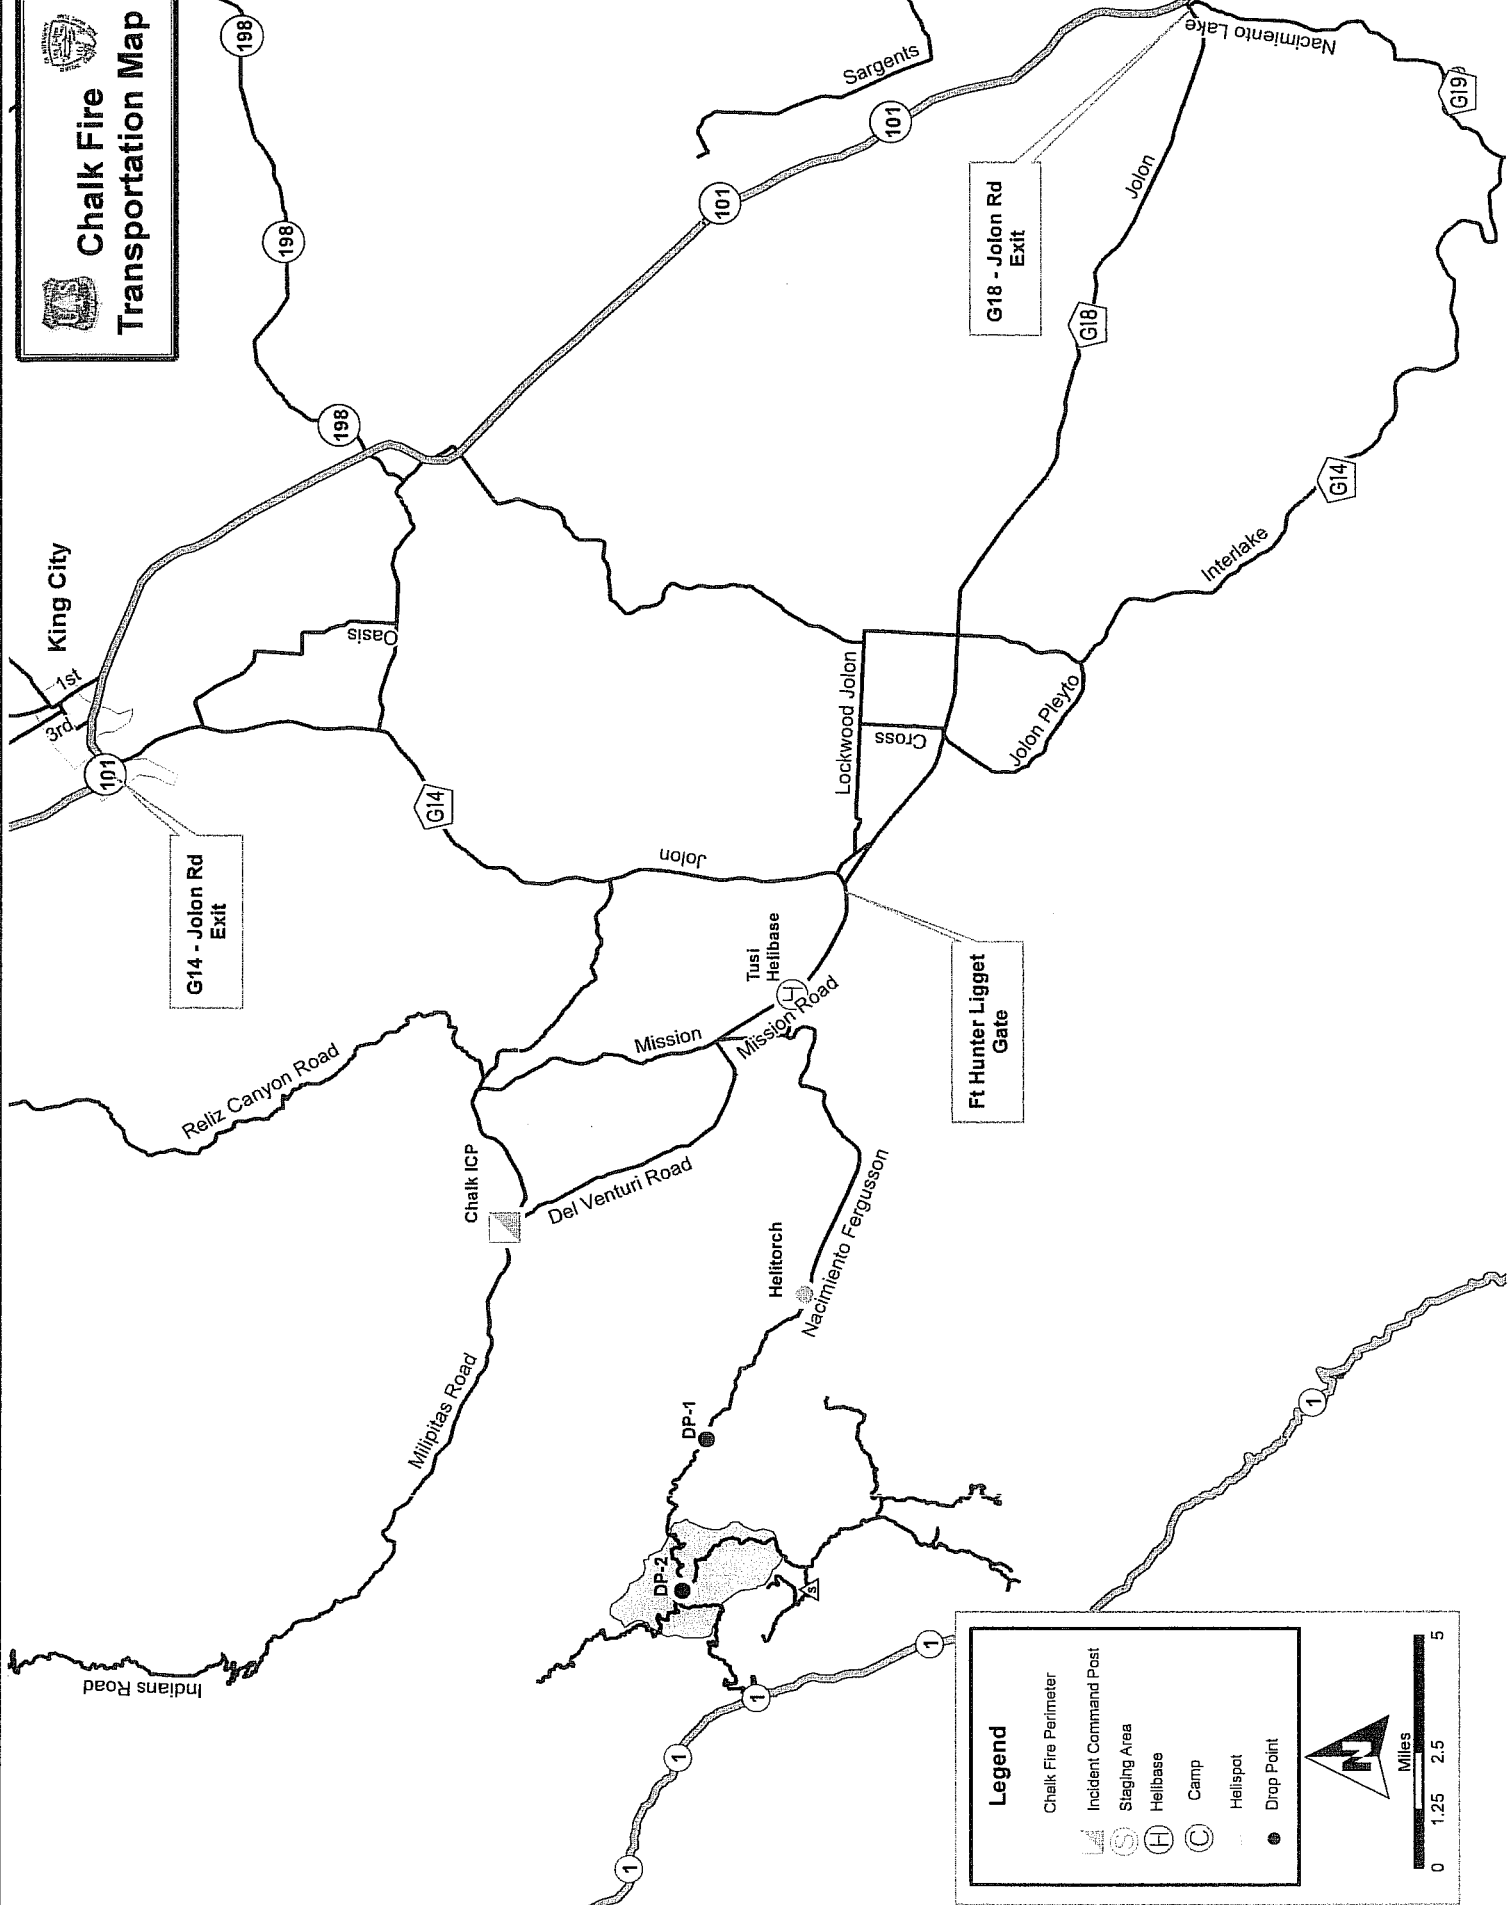 Chalk Fire
Transportation Map
198
198
198
King City
1st
3rd
101
101
101
Sargents
Nacimiento Lake
G19
G18 - Jolon Rd
Exit
Jolon
G18
G14
Interlake
Oasis
G14 - Jolon Rd
Exit
G14
Jolon
Lockwood Jolon
Cross
Jolon Pleyto
Ft Hunter Ligget
Gate
Tusi
Helibase
H
Mission Road
Mission
Reliz Canyon Road
Chalk ICP
Del Venturi Road
Helitorch
Nacimiento Fergusson
Milipitas Road
Indians Road
DP-1
DP-2
S
1
1
1
1
1
Legend
Chalk Fire Perimeter
Incident Command Post
S Staging Area
H Helibase
C Camp
Helispot
Drop Point
N
Miles
0 1.25 2.5 5